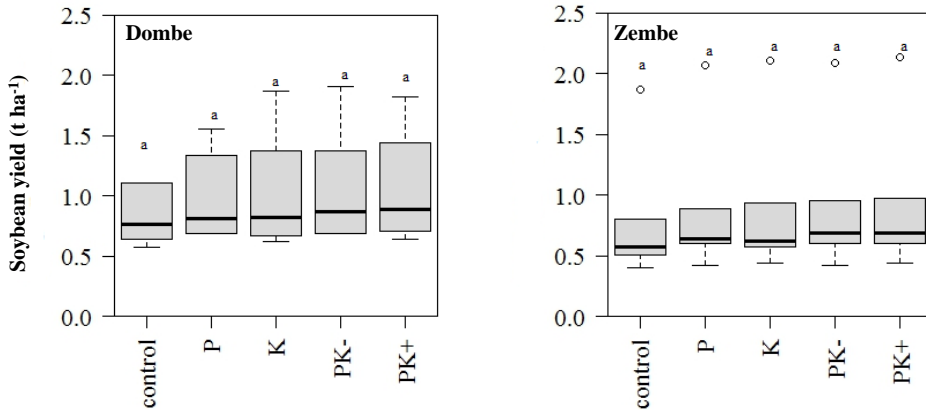 Soybean yield (t ha-1)
Dombe
2.5
2.0
1.5
1.0
0.5
0.0
a
a
a
a
a
control
P
K
PK-
PK+
Zembe
2.5
2.0
1.5
1.0
0.5
0.0
a
a
a
a
a
control
P
K
PK-
PK+